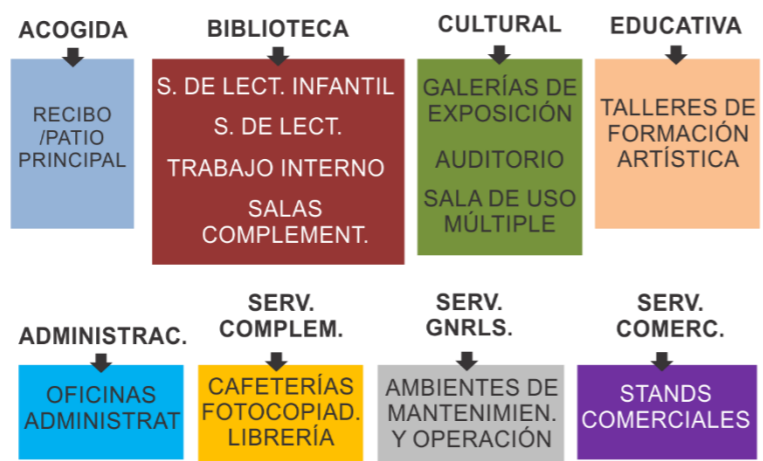 ACOGIDA
RECIBO
/PATIO
PRINCIPAL
BIBLIOTECA
S. DE LECT. INFANTIL
S. DE LECT.
TRABAJO INTERNO
SALAS
COMPLEMENT.
CULTURAL
GALERÍAS DE
EXPOSICIÓN
AUDITORIO
SALA DE USO
MÚLTIPLE
EDUCATIVA
TALLERES DE
FORMACIÓN
ARTÍSTICA
ADMINISTRAC.
OFICINAS
ADMINISTRAT
SERV.
COMPLEM.
CAFETERÍAS
FOTOCOPIAD.
LIBRERÍA
SERV.
GNRLS.
AMBIENTES DE
MANTENIMIEN.
Y OPERACIÓN
SERV.
COMERC.
STANDS
COMERCIALES